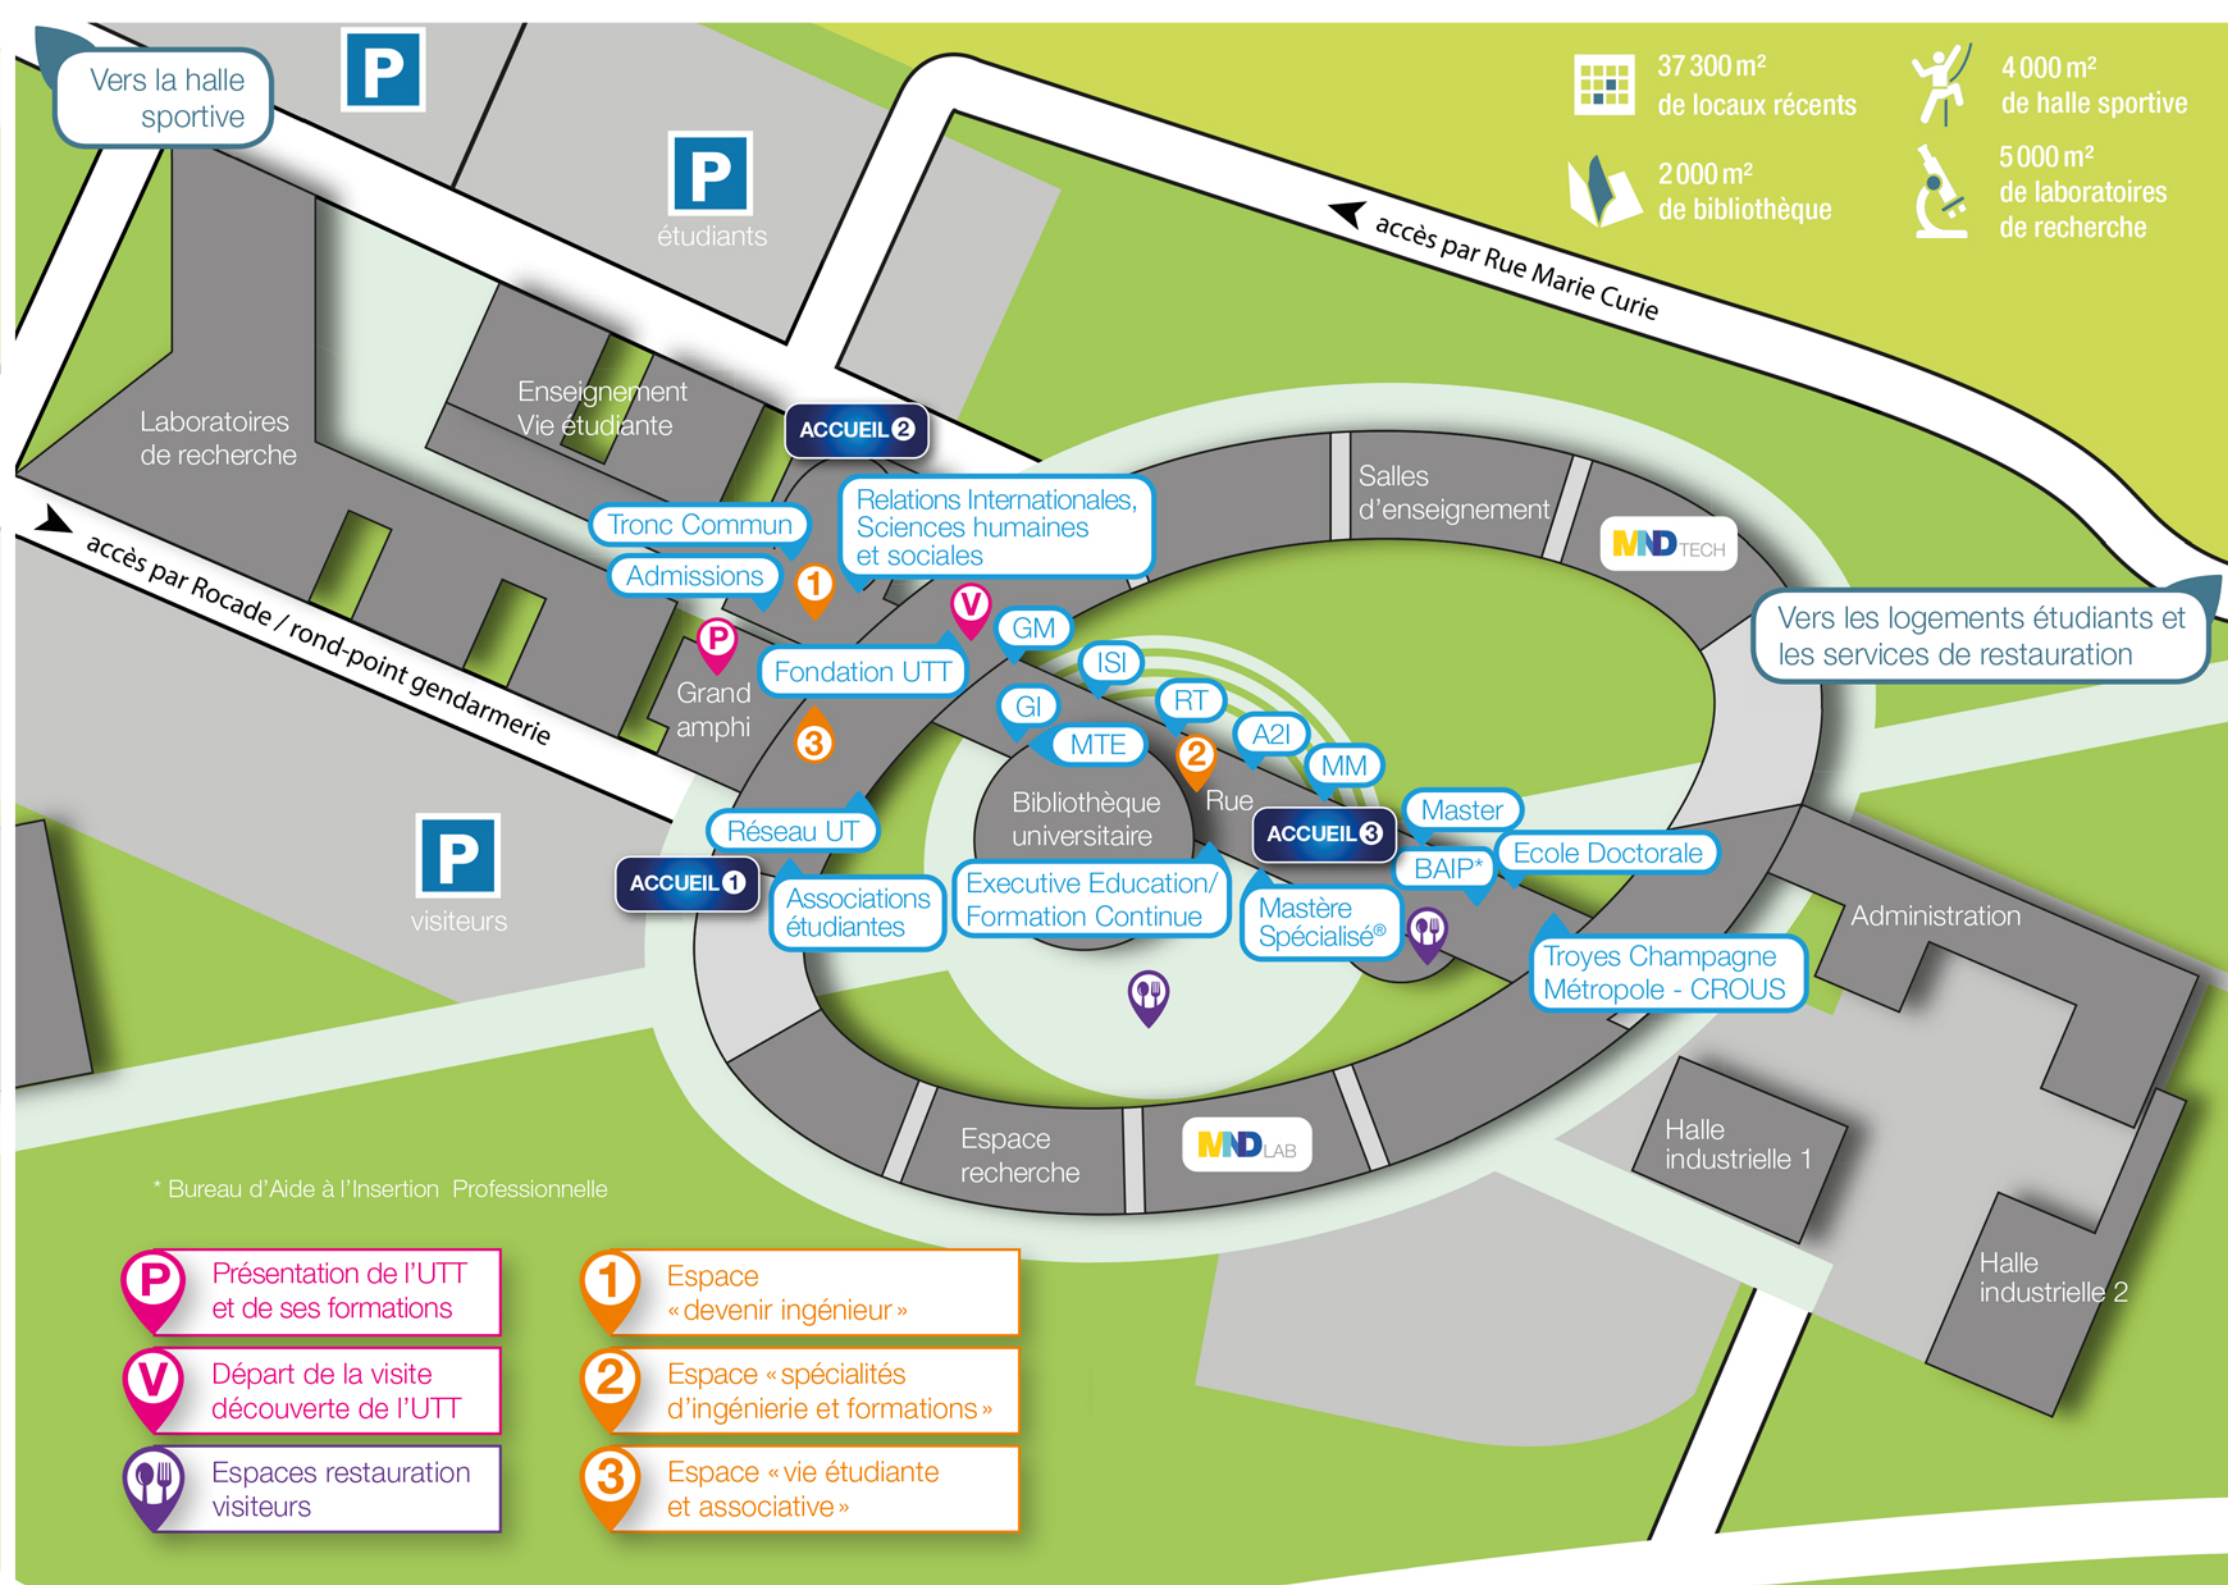 Vers la halle
sportive
P
P
étudiants
37 300 m²
de locaux récents
4 000 m²
de halle sportive
2 000 m²
de bibliothèque
5 000 m²
de laboratoires
de recherche
accès par Rue Marie Curie
Laboratoires
de recherche
Enseignement
Vie étudiante
ACCUEIL 2
Relations Internationales,
Sciences humaines
et sociales
Tronc Commun
Admissions
1
Salles
d'enseignement
MND TECH
accès par Rocade / rond-point gendarmerie
P
Grand
amphi
V
Fondation UTT
3
GM
ISI
GI
MTE
RT
2
A2I
MM
Vers les logements étudiants et
les services de restauration
Bibliothèque
universitaire
Rue
ACCUEIL 3
Master
BAIP*
Ecole Doctorale
P
visiteurs
Réseau UT
ACCUEIL 1
Associations
étudiantes
Executive Education/
Formation Continue
Mastère
Spécialisé®
Troyes Champagne
Métropole - CROUS
Administration
Espace
recherche
MND LAB
Halle
industrielle 1
Halle
industrielle 2
* Bureau d'Aide à l'Insertion Professionnelle
P
Présentation de l'UTT
et de ses formations
V
Départ de la visite
découverte de l'UTT
Espaces restauration
visiteurs
1
Espace
« devenir ingénieur »
2
Espace « spécialités
d'ingénierie et formations »
3
Espace « vie étudiante
et associative »